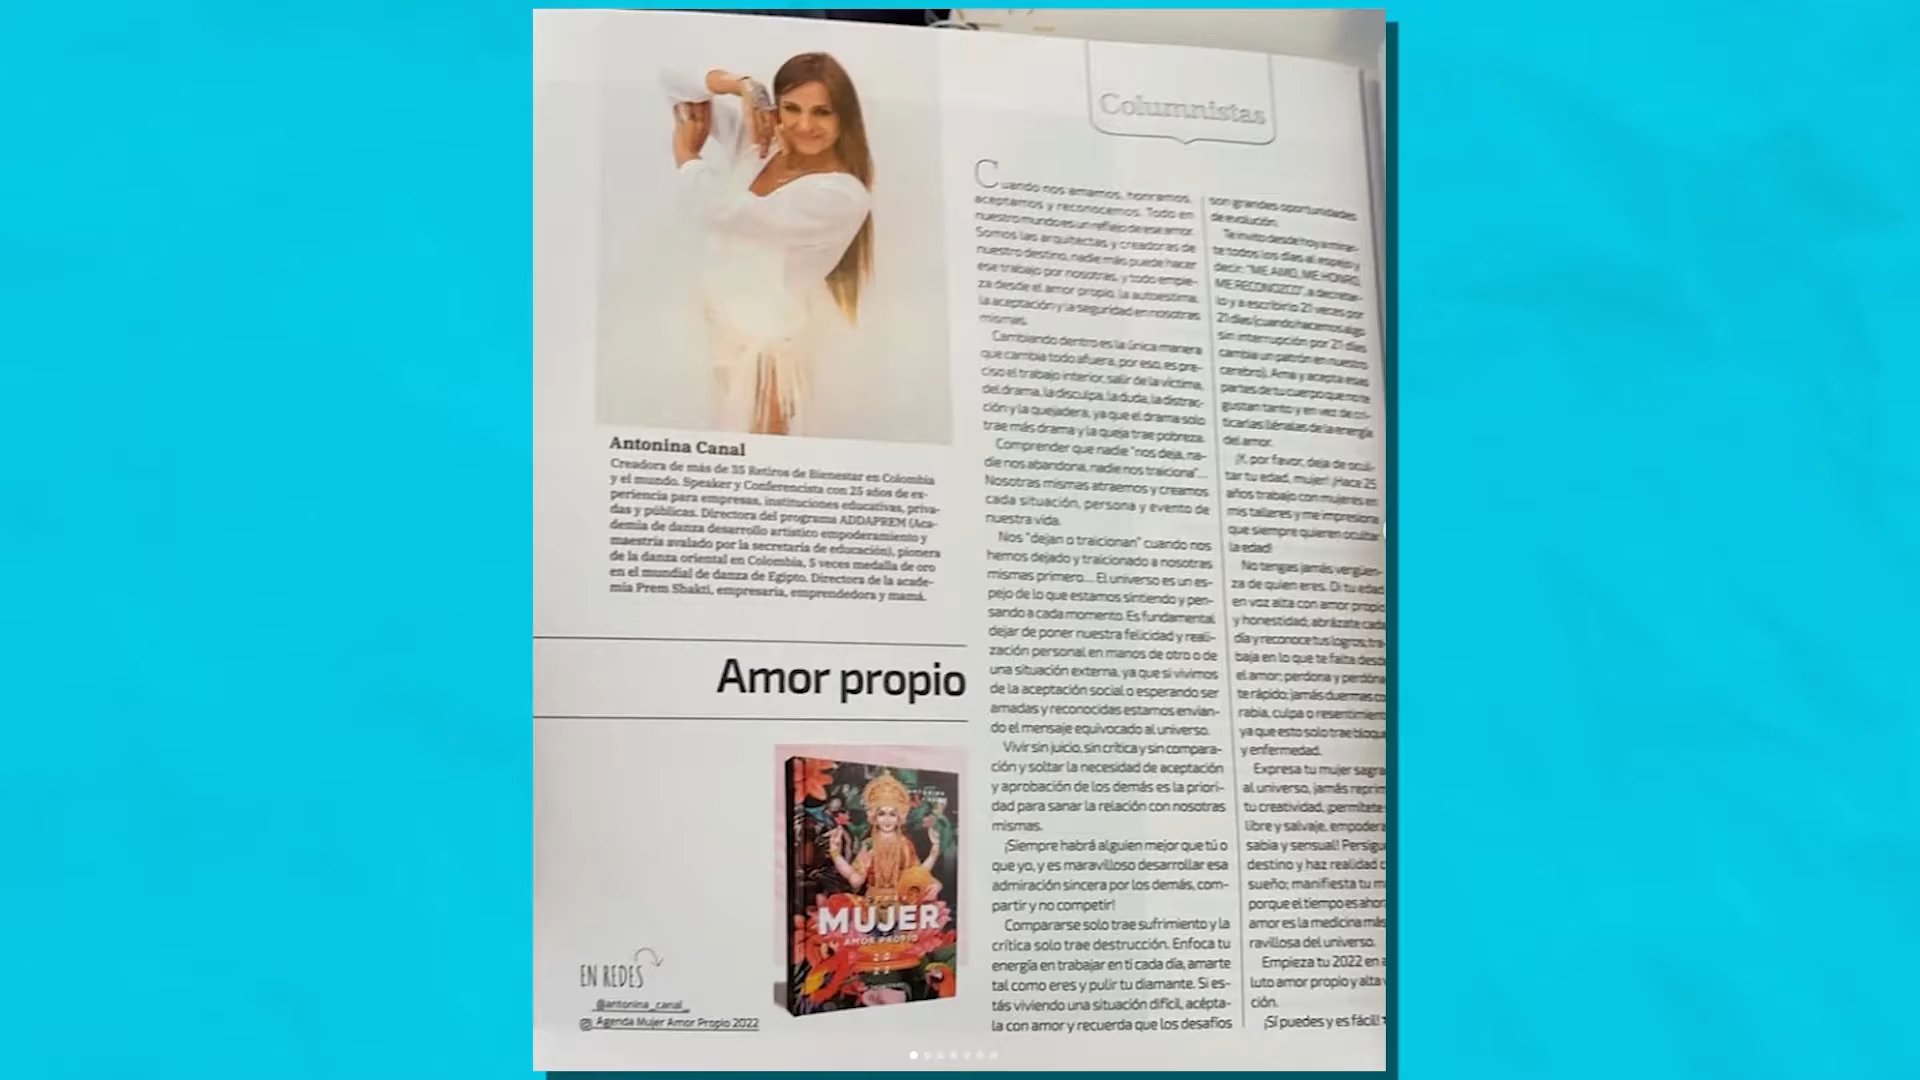 Columnistas
Antonina Canal
Creadora de más de 35 Retiros de Bienestar en Colombia
y el mundo. Speaker y Conferencista con 25 años de ex-
periencia para empresas, instituciones educativas, priva-
das y públicas. Directora del programa ADDAPREM (Aca-
demia de danza desarrollo artístico empoderamiento y
maestría avalado por la secretaria de educación), pionera
de la danza oriental en Colombia, 5 veces medalla de oro
en el mundial de danza de Egipto. Directora de la acade-
mia Prem Shakti, empresaria, emprendedora y mamá.
Amor propio
MUJER
AMOR PROPIO
20
22
EN REDES
@antonina_canal_
Agenda Mujer Amor Propio 2022
Cuando nos amamos, honramos,
aceptamos y reconocemos. Todo en
nuestro mundo es un reflejo de ese amor.
Somos las arquitectas y creadoras de
nuestro destino, nadie más puede hacer
ese trabajo por nosotras, y todo empie-
za desde el amor propio, la autoestima,
la aceptación y la seguridad en nosotras
mismas.
Cambiando dentro es la única manera
que cambia todo afuera, por eso, es pre-
ciso el trabajo interior, salir de la víctima,
del drama, la disculpa, la duda, la distrac-
ción y la quejadera, ya que el drama solo
trae más drama y la queja trae pobreza.
Comprender que nadie "nos deja, na-
die nos abandona, nadie nos traiciona"...
Nosotras mismas atraemos y creamos
cada situación, persona y evento de
nuestra vida.
Nos "dejan o traicionan" cuando nos
hemos dejado y traicionado a nosotras
mismas primero... El universo es un es-
pejo de lo que estamos sintiendo y pen-
sando a cada momento. Es fundamental
dejar de poner nuestra felicidad y reali-
zación personal en manos de otro o de
una situación externa, ya que si vivimos
de la aceptación social o esperando ser
amadas y reconocidas estamos envian-
do el mensaje equivocado al universo.
Vivir sin juicio, sin crítica y sin compara-
ción y soltar la necesidad de aceptación
y aprobación de los demás es la priori-
dad para sanar la relación con nosotras
mismas.
¡Siempre habrá alguien mejor que tú o
que yo, y es maravilloso desarrollar esa
admiración sincera por los demás, com-
partir y no competir!
Compararse solo trae sufrimiento y la
crítica solo trae destrucción. Enfoca tu
energía en trabajar en ti cada día, amarte
tal como eres y pulir tu diamante. Si es-
tás viviendo una situación difícil, acépta-
la con amor y recuerda que los desafíos
son grandes oportunidades
de evolución.
Te invito desde hoy a mirar-
te todos los días al espejo y
decir: "ME AMO, ME HONRO,
ME RECONOZCO", a decretar-
lo y a escribirlo 21 veces por
21 días (cuando hacemos algo
sin interrupción por 21 días
cambia un patrón en nuestro
cerebro). Ama y acepta esas
partes de tu cuerpo que no te
gustan tanto y en vez de cri-
ticarlas llénalas de la energía
del amor.
¡Y, por favor, deja de ocul-
tar tu edad, mujer! ¡Hace 25
años trabajo con mujeres en
mis talleres y me impresiona
que siempre quieren ocultar
la edad!
No tengas jamás vergüen-
za de quien eres. Di tu edad
en voz alta con amor propio
y honestidad; abrázate cada
día y reconoce tus logros, tra-
baja en lo que te falta desde
el amor; perdona y perdóna
te rápido; jamás duermas co
rabia, culpa o resentimient
ya que esto solo trae bloqu
y enfermedad.
Expresa tu mujer sagra
al universo, jamás reprim
tu creatividad, ¡permítete
libre y salvaje, empodera
sabia y sensual! Persigu
destino y haz realidad
sueño; manifiesta tu m
porque el tiempo es ahor
amor es la medicina más
ravillosa del universo.
Empieza tu 2022 en a
luto amor propio y alta
ción.
¡Sí puedes y es fácil!